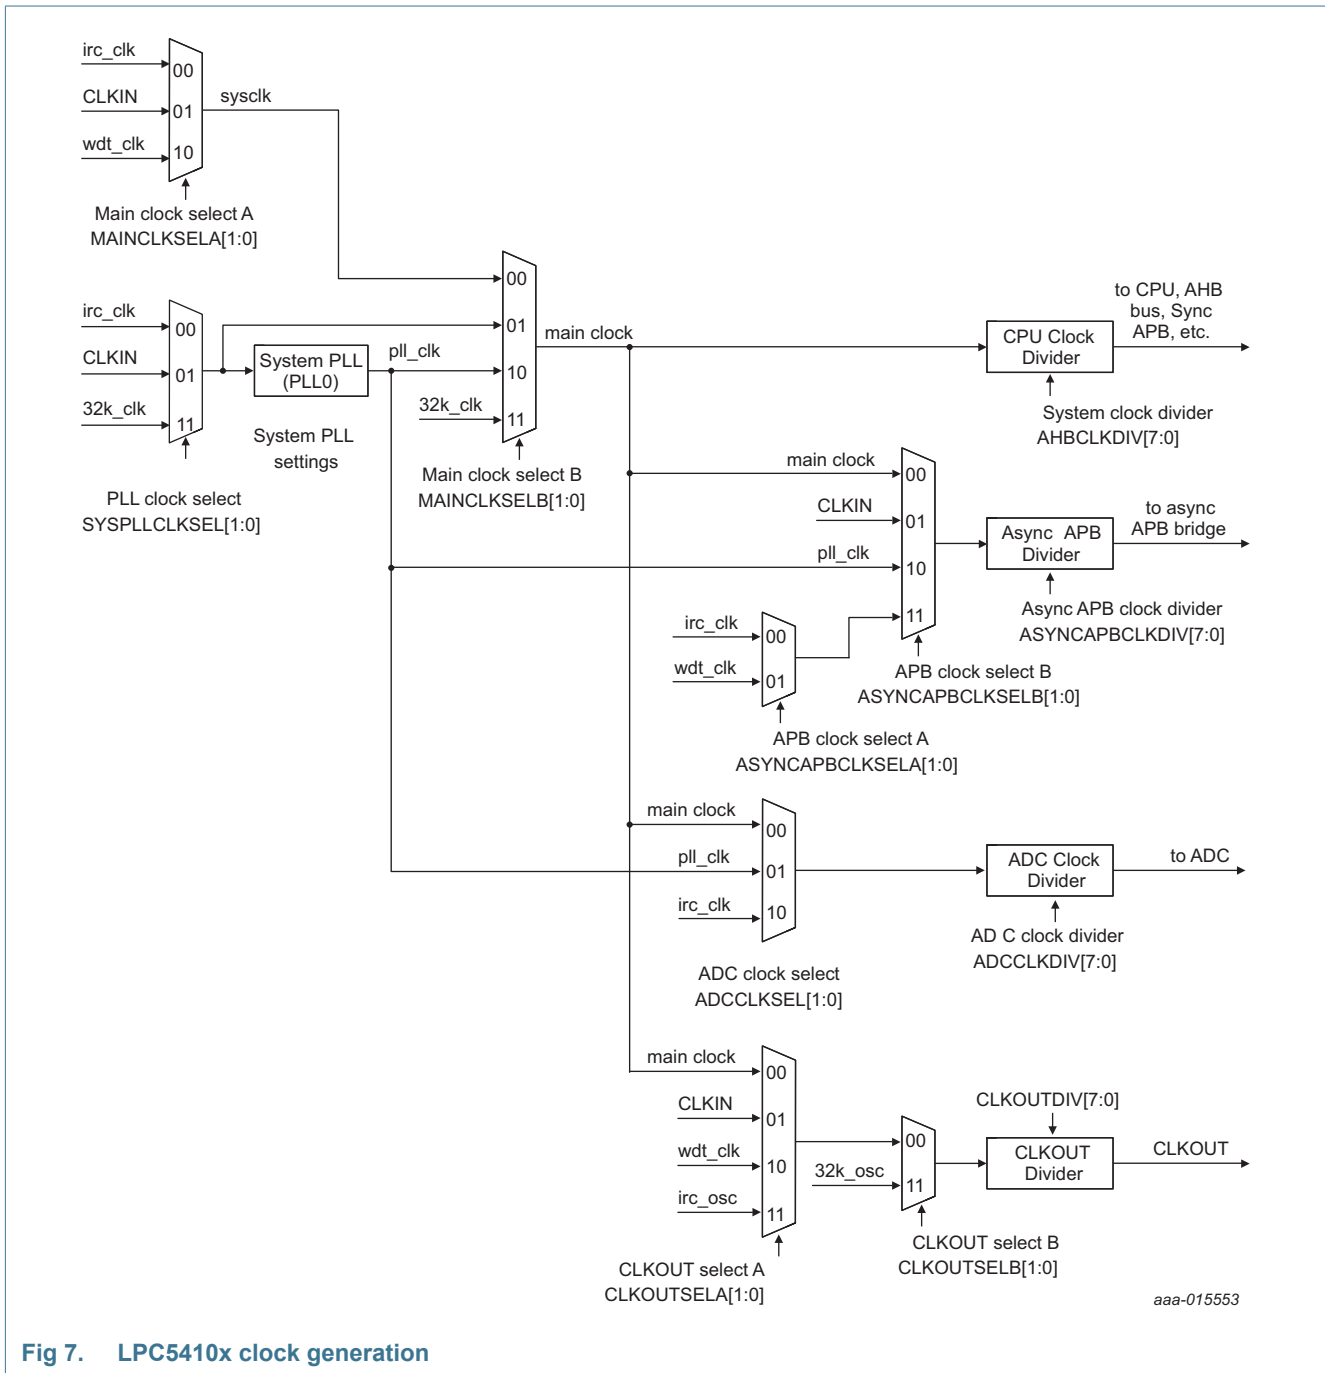 irc_clk
00
CLKIN
01
sysclk
wdt_clk
10
Main clock select A
MAINCLKSELA[1:0]
irc_clk
00
CLKIN
01
32k_clk
11
System PLL
(PLL0)
pll_clk
System PLL
settings
PLL clock select
SYSPLLCLKSEL[1:0]
00
01
10
32k_clk
11
main clock
Main clock select B
MAINCLKSELB[1:0]
CPU Clock
Divider
to CPU, AHB
bus, Sync
APB, etc.
System clock divider
AHBCLKDIV[7:0]
main clock
00
CLKIN
01
pll_clk
10
11
irc_clk
00
wdt_clk
01
APB clock select B
ASYNCAPBCLKSELB[1:0]
APB clock select A
ASYNCAPBCLKSELA[1:0]
Async APB
Divider
to async
APB bridge
Async APB clock divider
ASYNCAPBCLKDIV[7:0]
main clock
00
pll_clk
01
irc_clk
10
ADC clock select
ADCCLKSEL[1:0]
ADC Clock
Divider
to ADC
AD C clock divider
ADCCLKDIV[7:0]
main clock
00
CLKIN
01
wdt_clk
10
irc_osc
11
CLKOUT select A
CLKOUTSELA[1:0]
00
32k_osc
11
CLKOUT select B
CLKOUTSELB[1:0]
CLKOUTDIV[7:0]
CLKOUT
Divider
CLKOUT
aaa-015553
Fig 7. LPC5410x clock generation